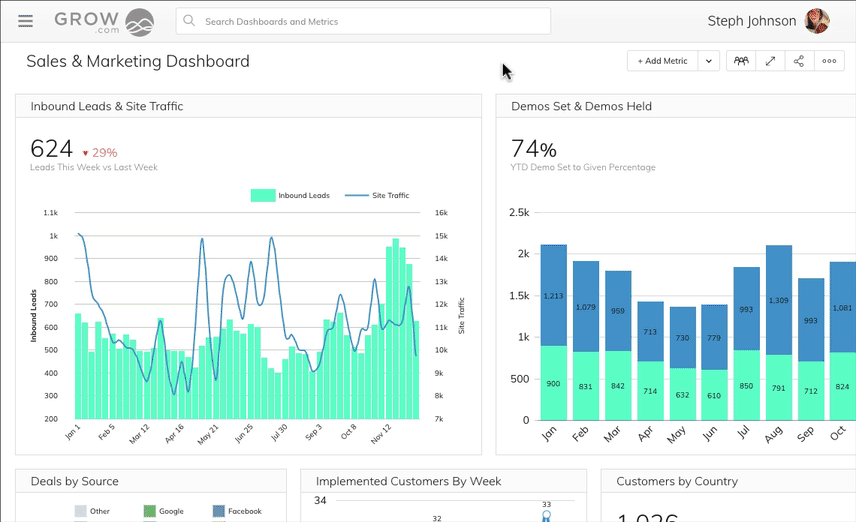 GROW
.com
Search Dashboards and Metrics
Steph Johnson
Sales & Marketing Dashboard
+ Add Metric
Inbound Leads & Site Traffic
624 ♥ 29%
Leads This Week vs Last Week
Inbound Leads Site Traffic
1.1k
1k
900
800
700
600
500
400
300
200
Inbound Leads
16k
15k
14k
13k
12k
11k
10k
9k
8k
7k
Site Traffic
Jan 1 Feb 5 Mar 12 Apr 16 May 21 Jun 25 Jul 30 Sep 3 Oct 8 Nov 12
Demos Set & Demos Held
74%
YTD Demo Set to Given Percentage
2.5k
2k
1.5k
1k
500
0
1,213 1,079 959 713 730 779 993 1,309 993 1,081
900 831 842 714 632 610 850 791 712 824
Jan Feb Mar Apr May Jun Jul Aug Sep Oct
Deals by Source
Other Google Facebook
Implemented Customers By Week
34
32
33
Customers by Country
1,026